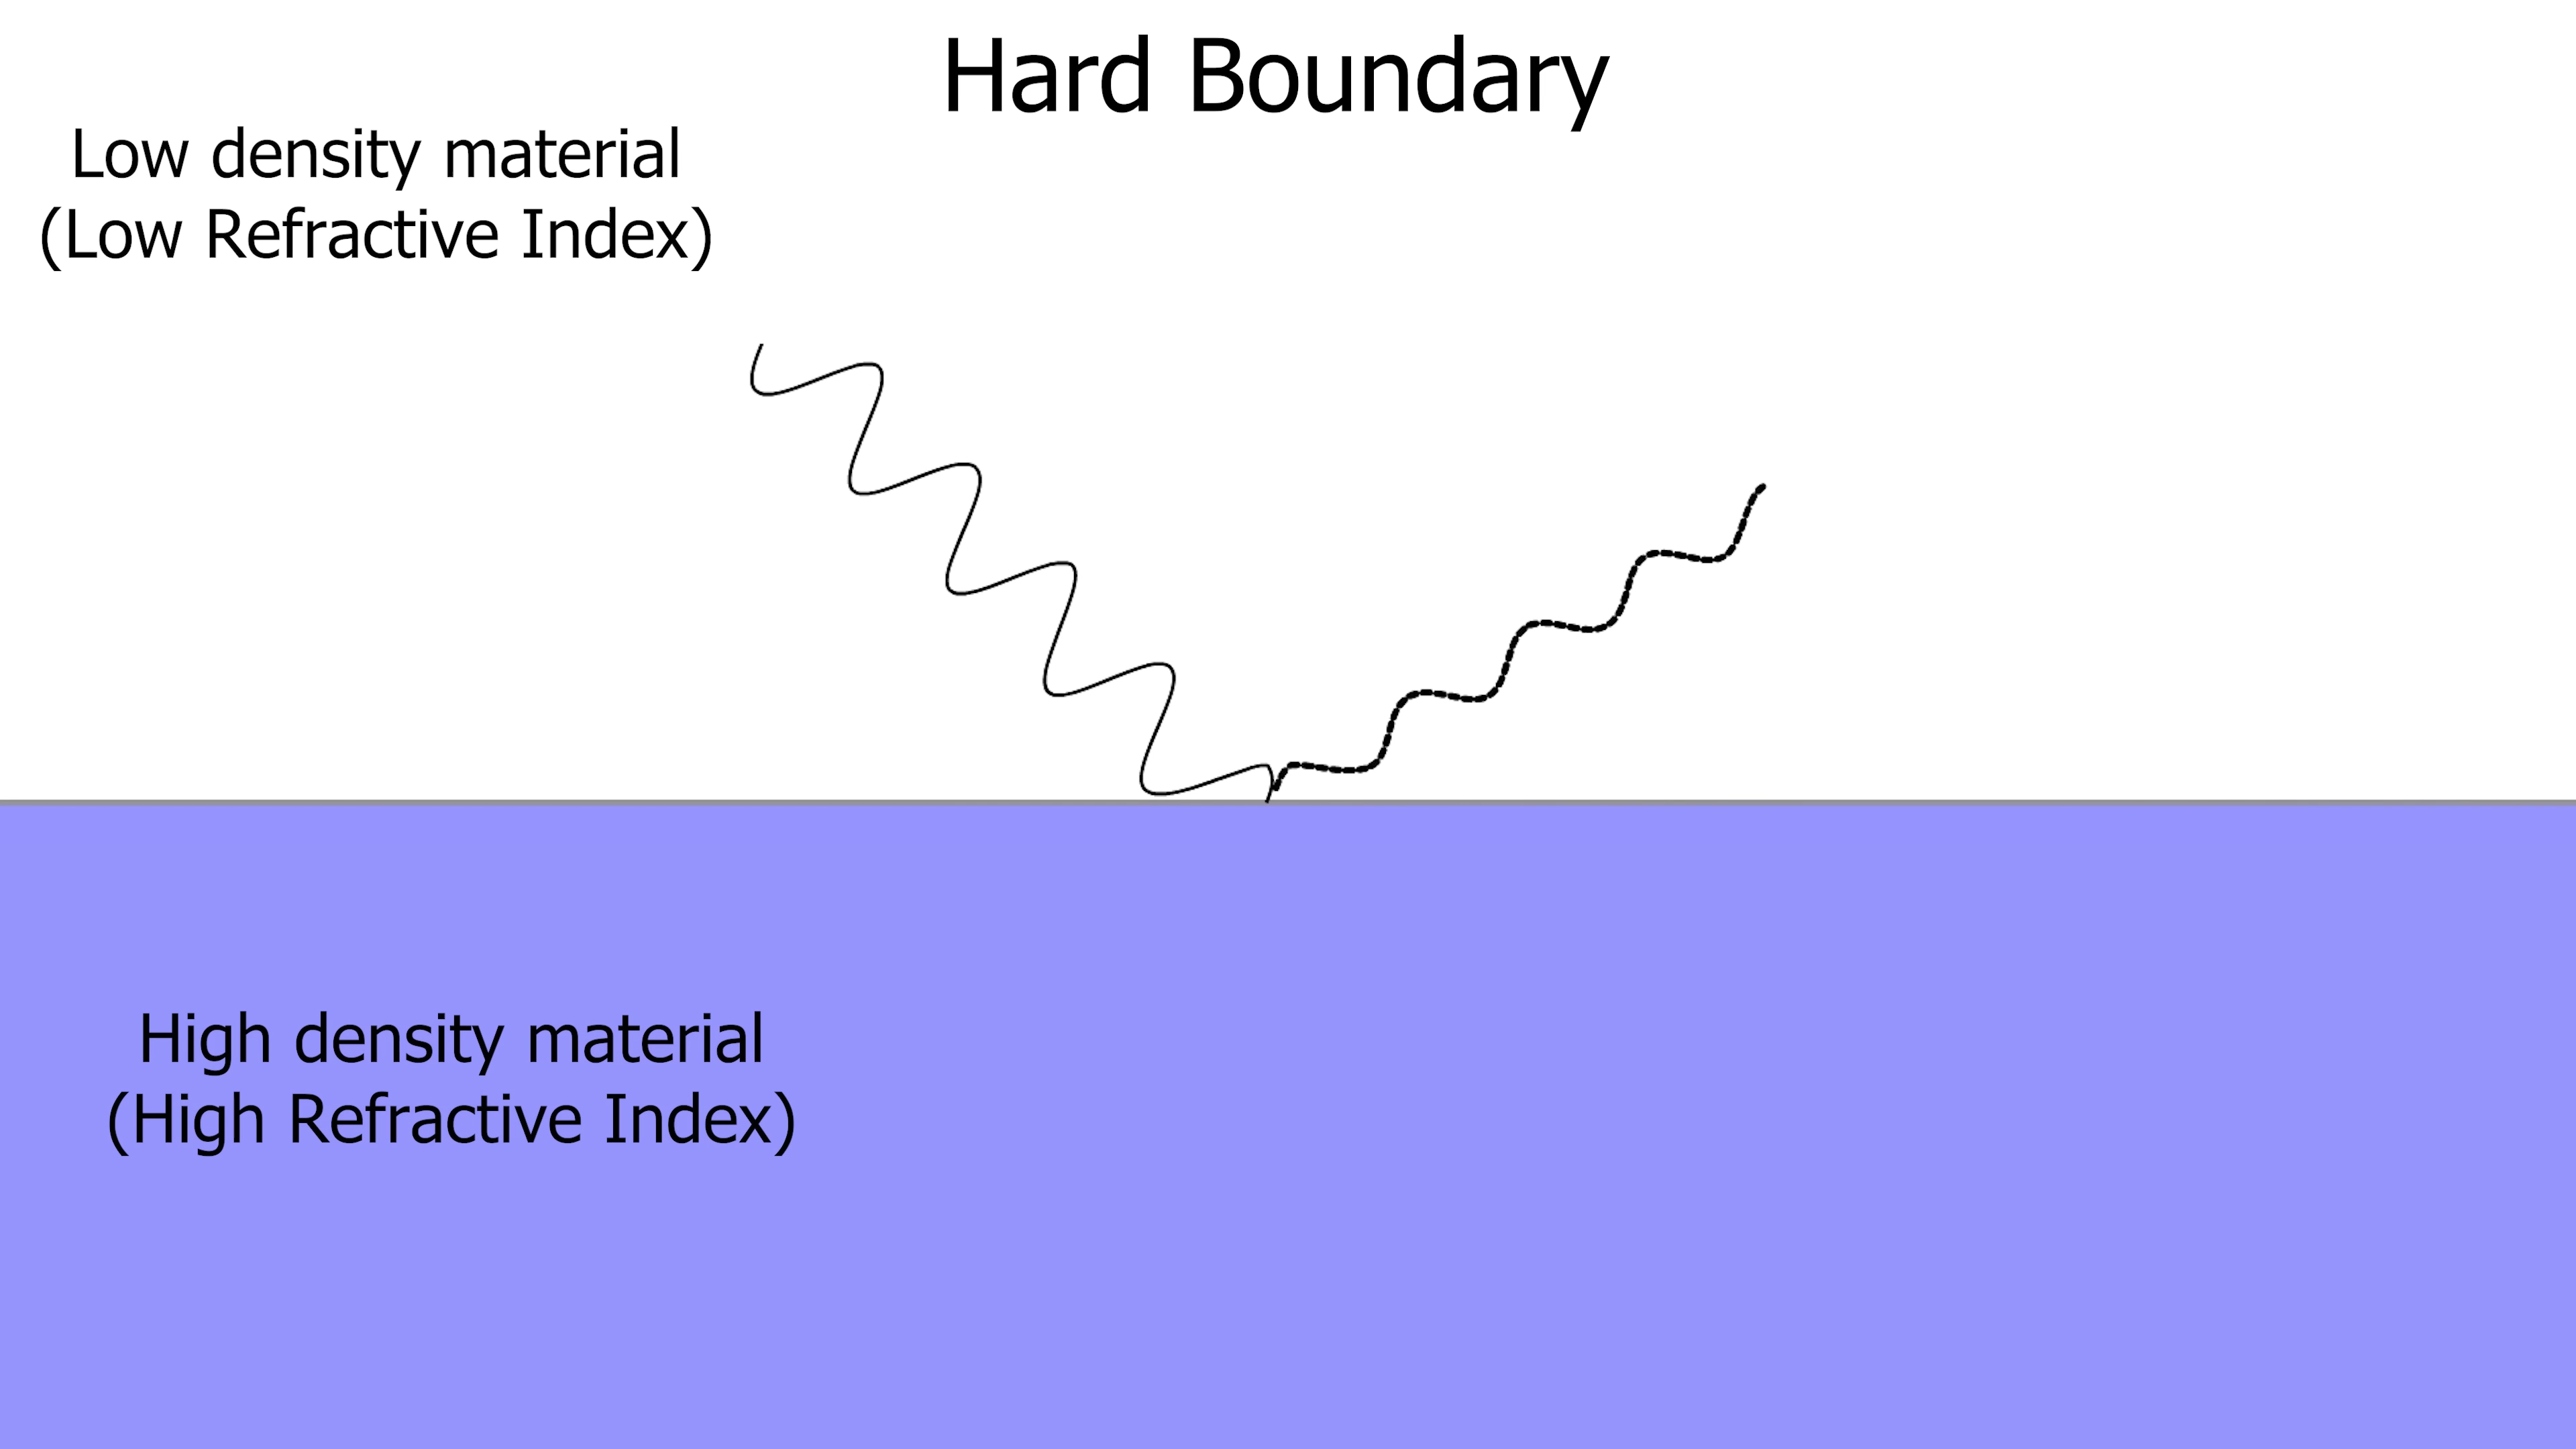 Hard Boundary
Low density material
(Low Refractive Index)
High density material
(High Refractive Index)